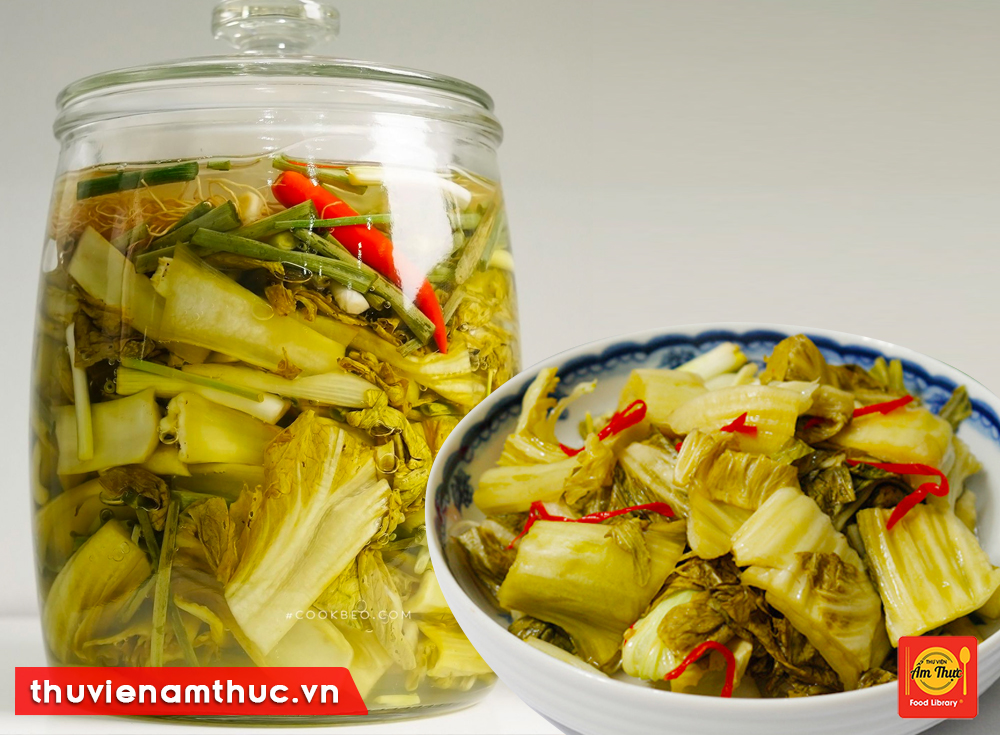 #COOKBEO.COM
thuvienamthuc.vn
THƯ VIỆN
Ẩm Thực
Food Library®